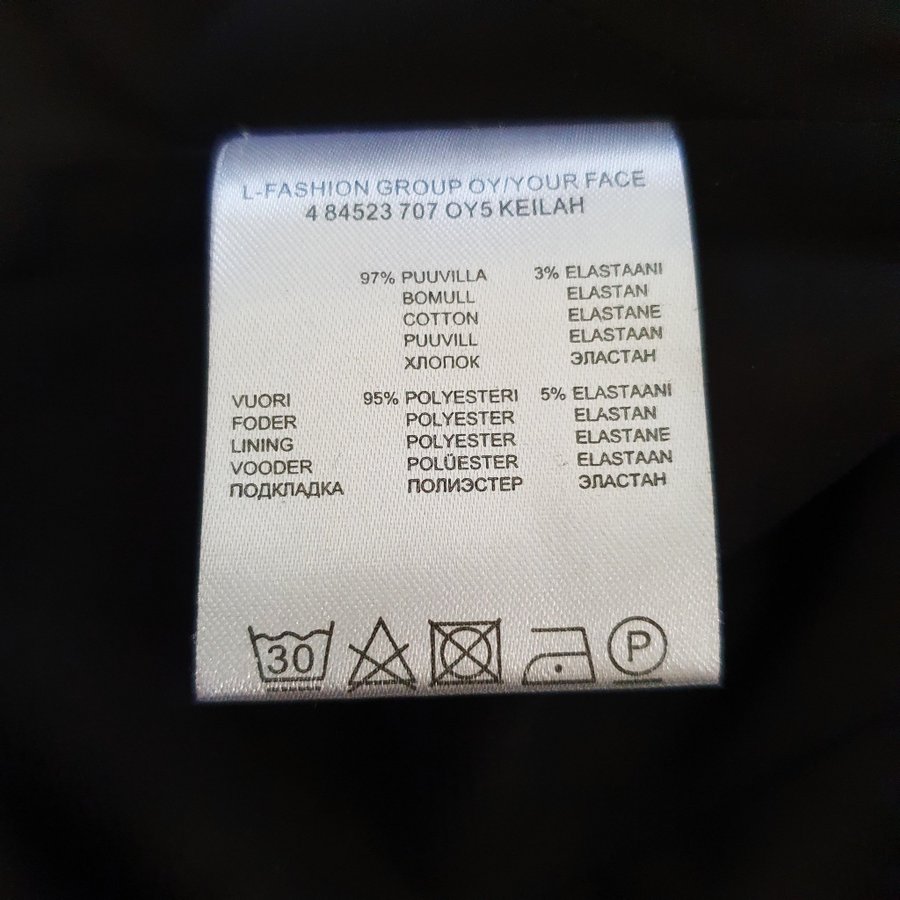 L-FASHION GROUP OY/YOUR FACE
4 84523 707 OY5 KEILAH
97% PUUVILLA 3% ELASTAANI
BOMULL ELASTAN
COTTON ELASTANE
PUUVILL ELASTAAN
ХЛОПОК ЭЛАСТАН
VUORI 95% POLYESTERI 5% ELASTAANI
FODER POLYESTER ELASTAN
LINING POLYESTER ELASTANE
VOODER POLÜESTER ELASTAAN
ПОДКЛАДКА ПОЛИЭСТЕР ЭЛАСТАН
30 P